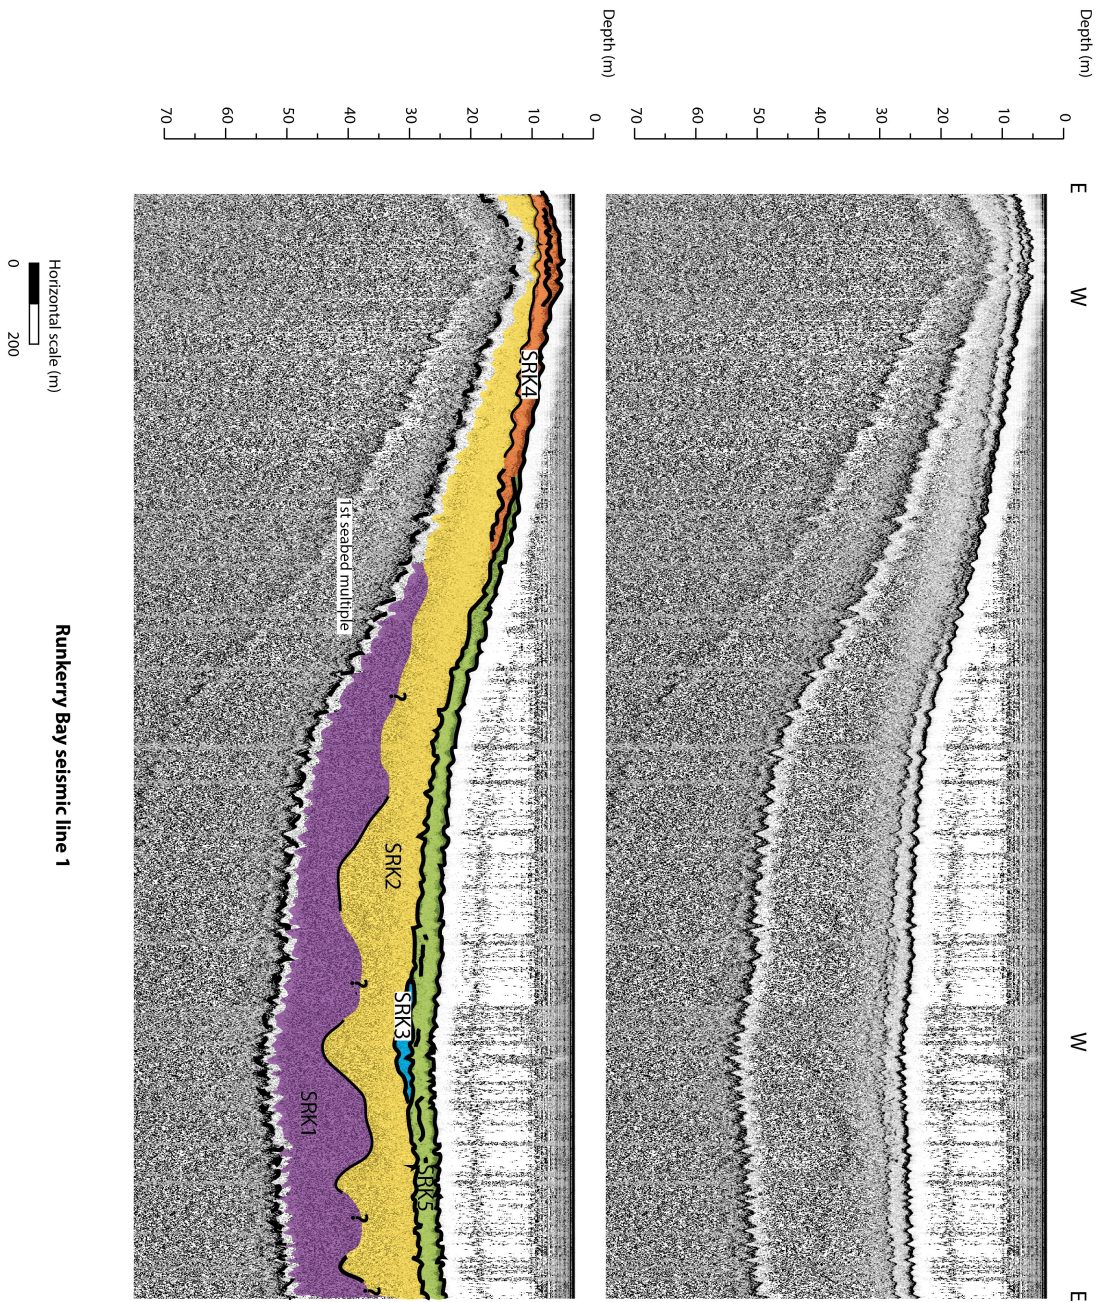 E
W
W
E
Depth (m)
0
10
20
30
40
50
60
70
Depth (m)
0
10
20
30
40
50
60
70
SRK4
1st seabed multiple
?
SRK2
?
SRK3
SRK1
SRK5
?
?
Horizontal scale (m)
0
200
Runkerry Bay seismic line 1